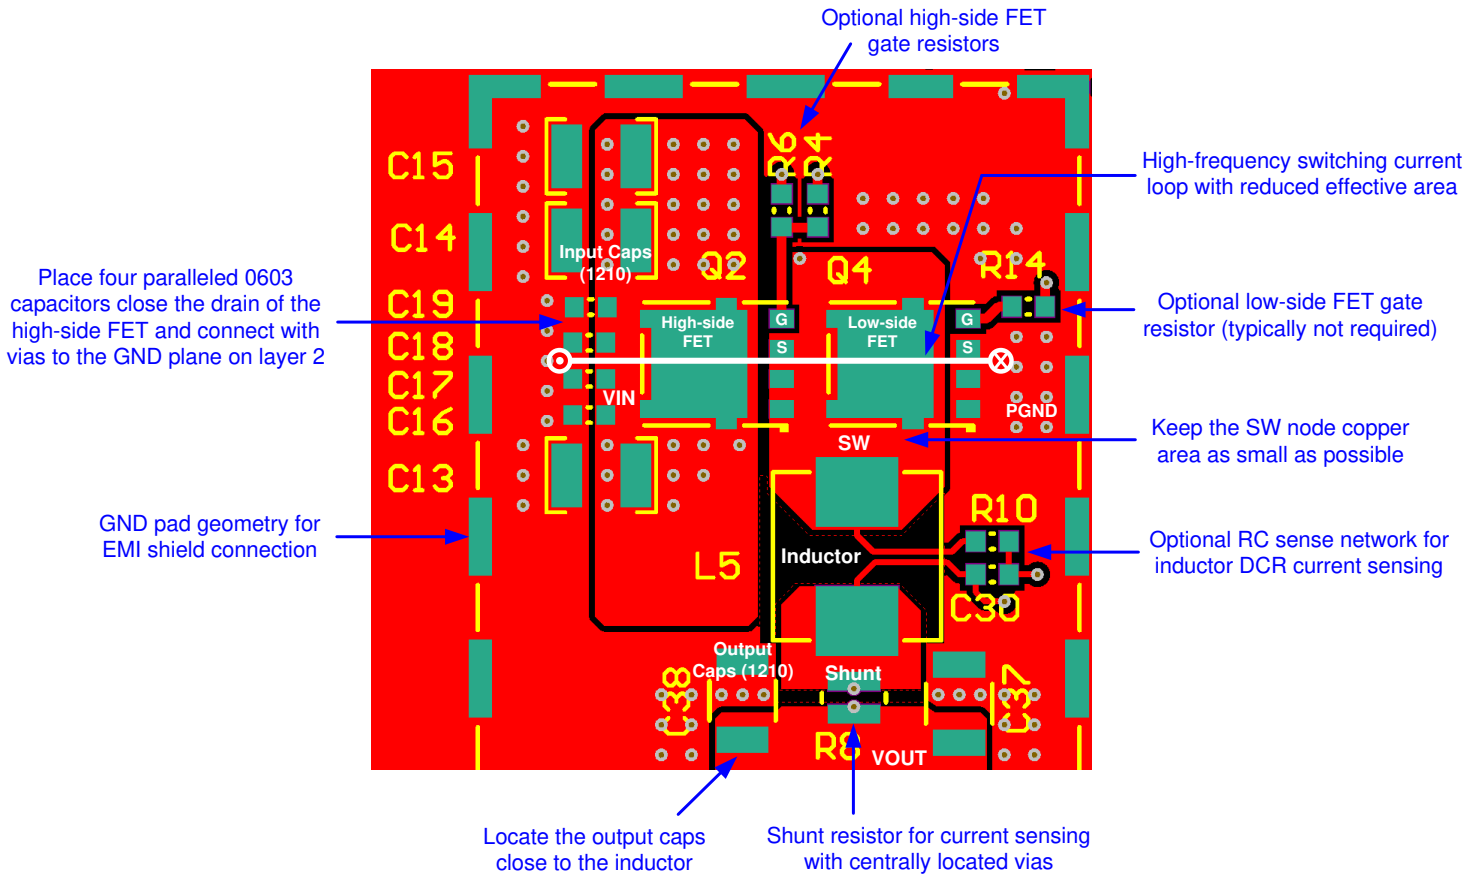 Optional high-side FET
gate resistors
High-frequency switching current
loop with reduced effective area
Place four paralleled 0603
capacitors close the drain of the
high-side FET and connect with
vias to the GND plane on layer 2
Optional low-side FET gate
resistor (typically not required)
Keep the SW node copper
area as small as possible
GND pad geometry for
EMI shield connection
Optional RC sense network for
inductor DCR current sensing
Locate the output caps
close to the inductor
Shunt resistor for current sensing
with centrally located vias
C15
C14
C19
C18
C17
C16
C13
R6
R4
Input Caps
(1210)
Q2
Q4
R14
High-side
FET
G
S
Low-side
FET
G
S
VIN
PGND
SW
R10
Inductor
L5
C30
Output
Caps (1210)
Shunt
C38
C37
R8
VOUT